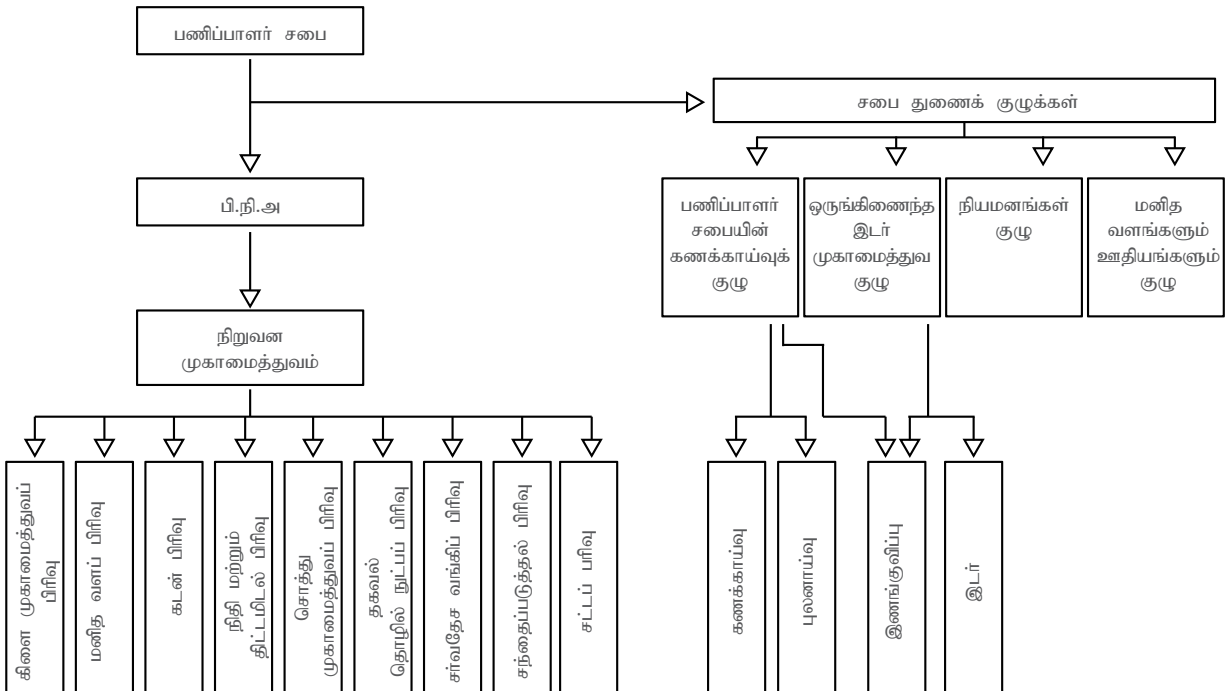 பணிப்பாளர் சபை
சபை துணைக் குழுக்கள்
பி.நி.அ
பணிப்பாளர்
சபையின்
கணக்காய்வுக்
குழு
ஒருங்கிணைந்த
இடர்
முகாமைத்துவ
குழு
நியமனங்கள்
குழு
மனித
வளங்களும்
ஊதியங்களும்
குழு
நிறுவன
முகாமைத்துவம்
கிளை முகாமைத்துவப்
பிரிவு
மனித வளப் பிரிவு
கடன் பிரிவு
நிதி மற்றும்
திட்டமிடல் பிரிவு
சொத்து
முகாமைத்துவப் பிரிவு
தகவல்
தொழில் நுட்பப் பிரிவு
சர்வதேச வங்கிப் பிரிவு
சந்தைப்படுத்தல் பிரிவு
சட்டப் பரிவு
கணக்காய்வு
புலனாய்வு
இணங்குவிப்பு
இடர்